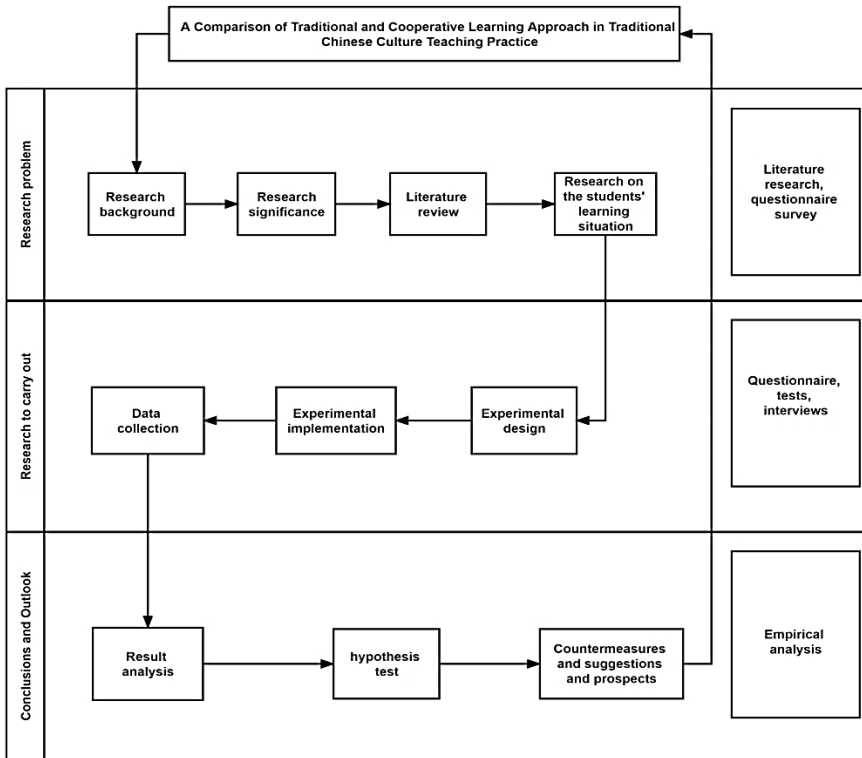 A Comparison of Traditional and Cooperative Learning Approach in Traditional
Chinese Culture Teaching Practice
Research problem
Research
background
Research
significance
Literature
review
Research on
the students'
learning
situation
Literature
research,
questionnaire
survey
Research to carry out
Data
collection
Experimental
implementation
Experimental
design
Questionnaire,
tests,
interviews
Conclusions and Outlook
Result
analysis
hypothesis
test
Countermeasures
and suggestions
and prospects
Empirical
analysis